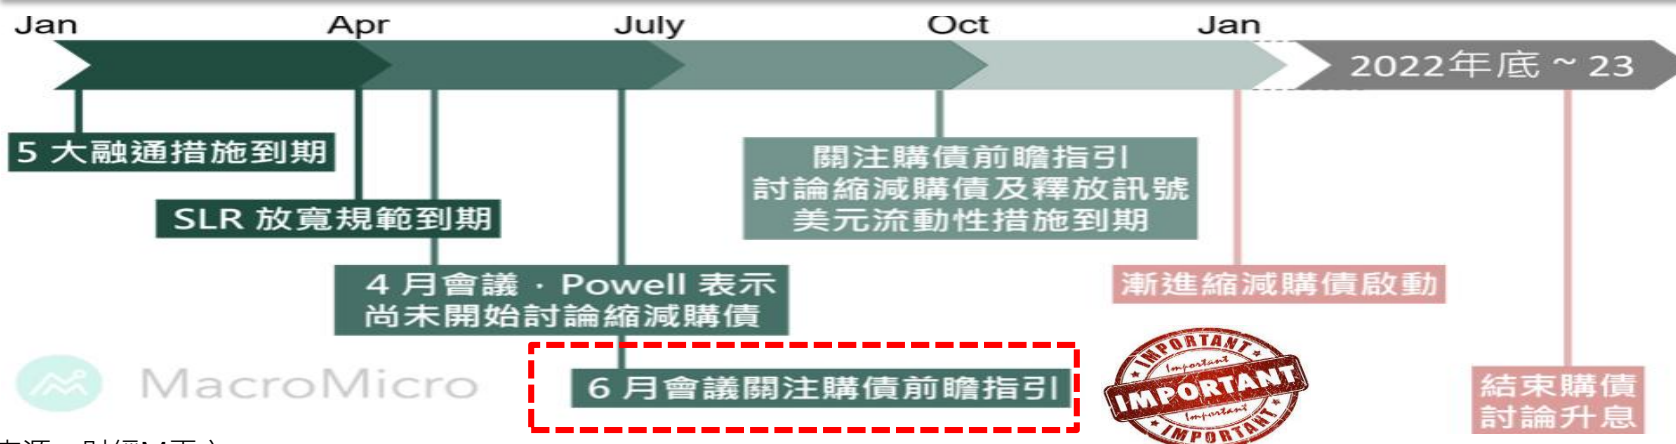 Jan
Apr
July
Oct
Jan
2022年底 ~ 23
5 大融通措施到期
SLR 放寬規範到期
4 月會議．Powell 表示
尚未開始討論縮減購債
6 月會議關注購債前瞻指引
關注購債前瞻指引
討論縮減購債及釋放訊號
美元流動性措施到期
漸進縮減購債啟動
結束購債
討論升息
MacroMicro
IMPORTANT
Important
IMPORTANT
Important
IMPORTANT